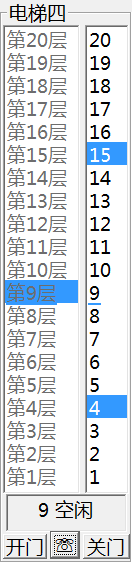 电梯四
第20层 20
第19层 19
第18层 18
第17层 17
第16层 16
第15层 15
第14层 14
第13层 13
第12层 12
第11层 11
第10层 10
第9层 9
第8层 8
第7层 7
第6层 6
第5层 5
第4层 4
第3层 3
第2层 2
第1层 1
9 空闲
开门 ☏ 关门